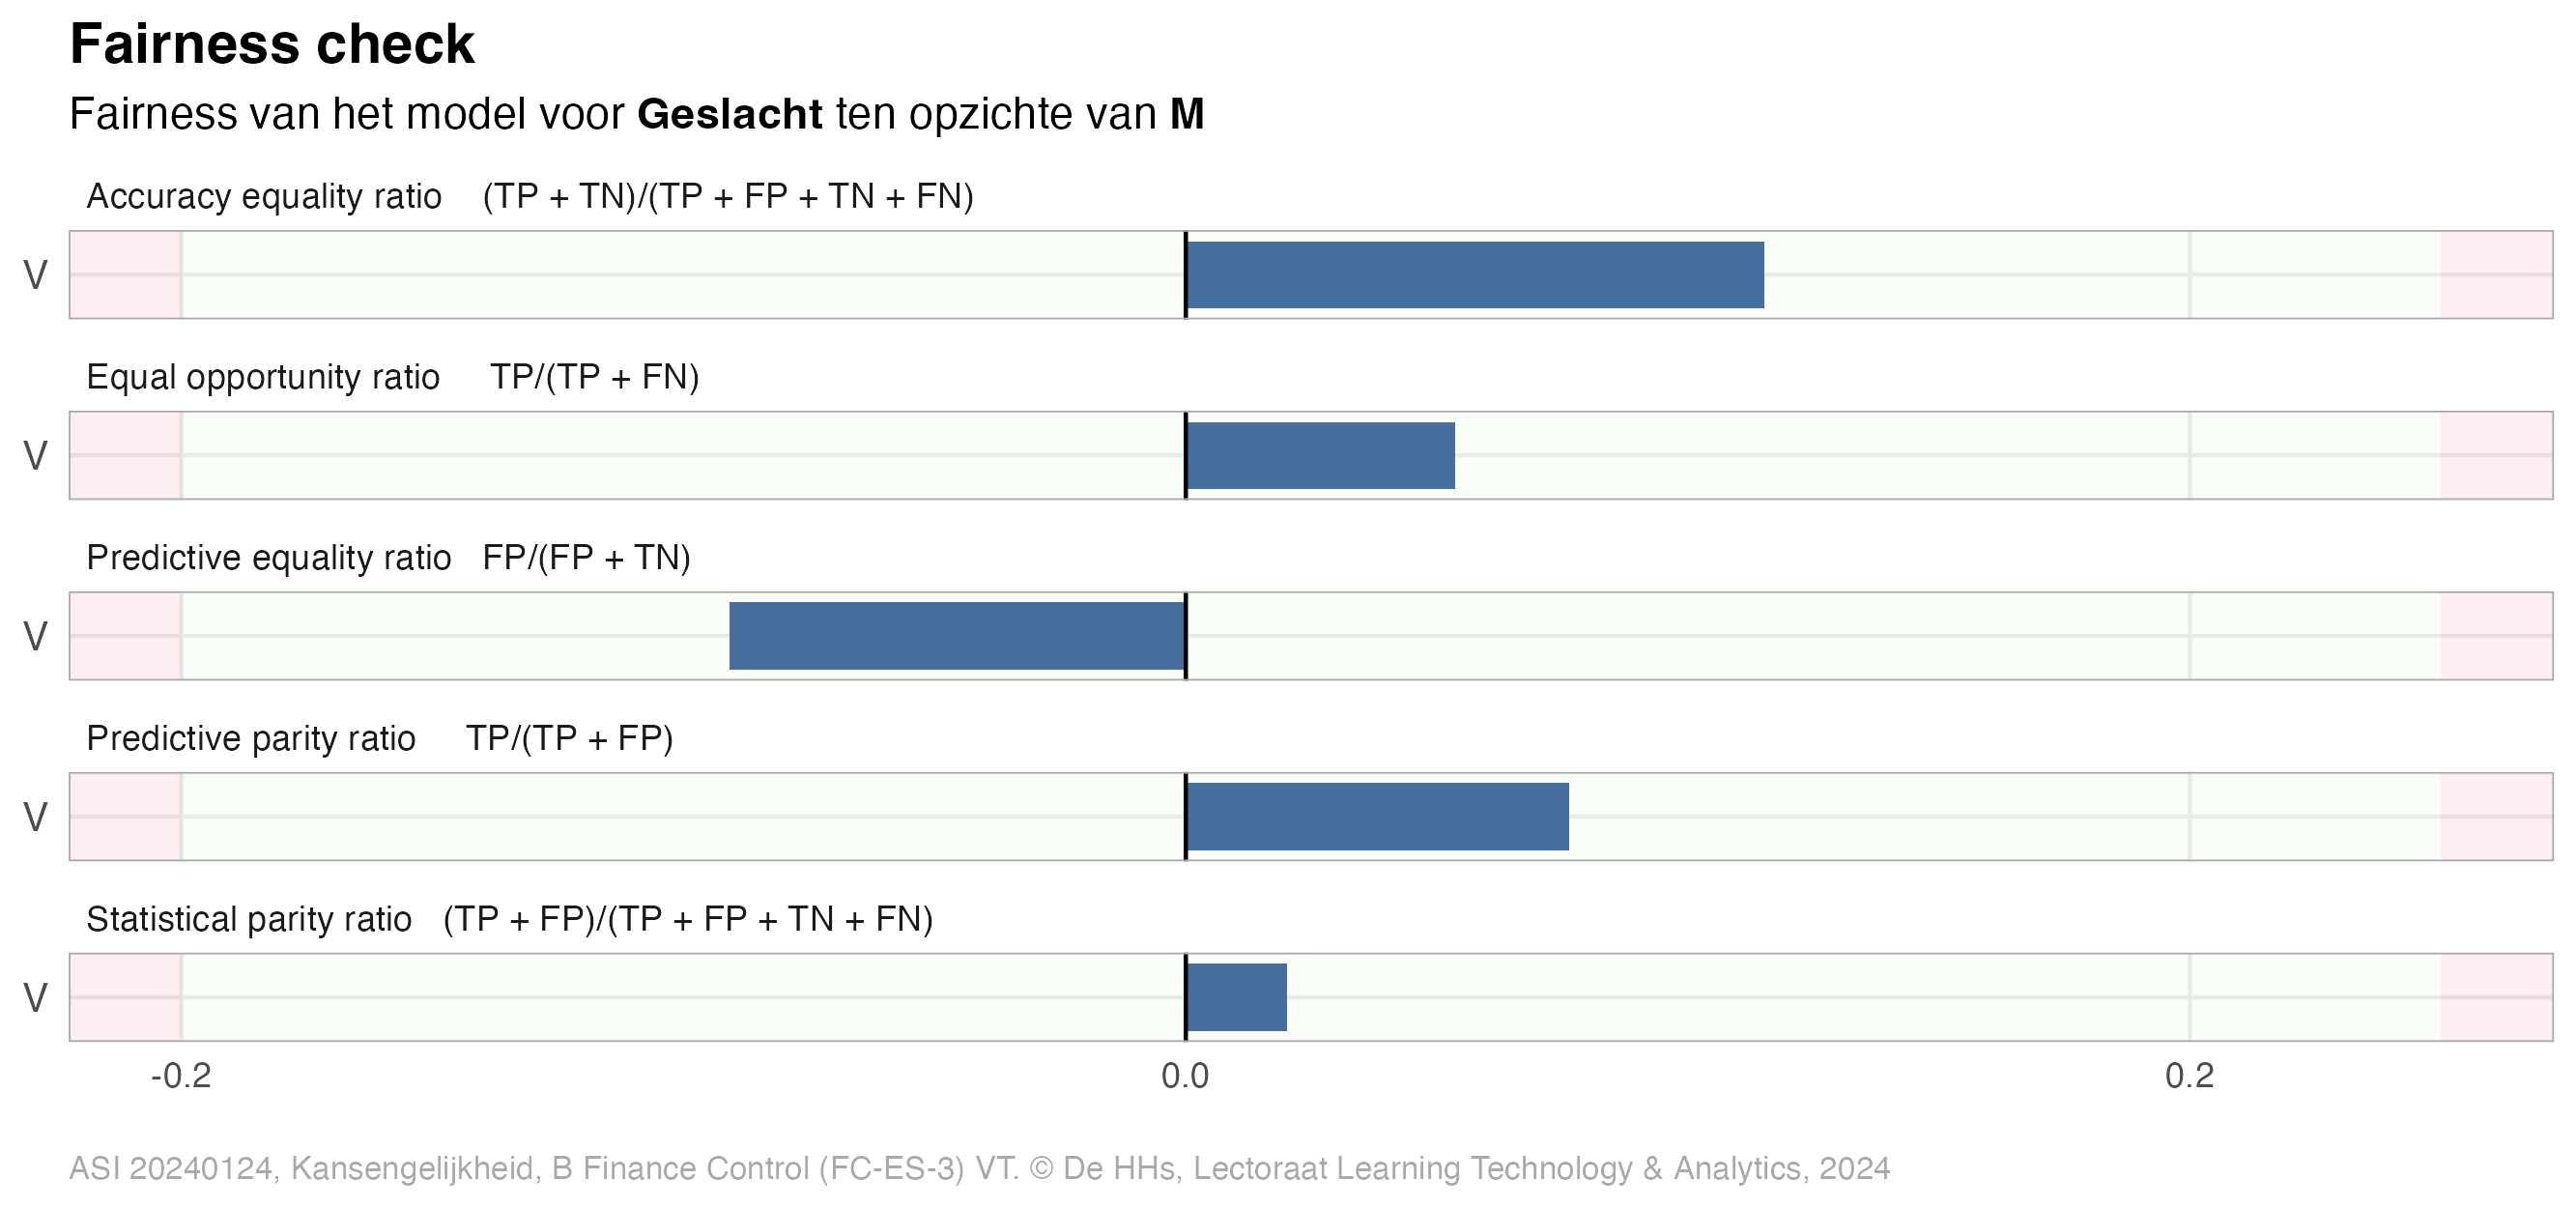 Fairness check
Fairness van het model voor Geslacht ten opzichte van M
Accuracy equality ratio (TP + TN)/(TP + FP + TN + FN)
V
Equal opportunity ratio TP/(TP + FN)
V
Predictive equality ratio FP/(FP + TN)
V
Predictive parity ratio TP/(TP + FP)
V
Statistical parity ratio (TP + FP)/(TP + FP + TN + FN)
V
-0.2 0.0 0.2
ASI 20240124, Kansengelijkheid, B Finance Control (FC-ES-3) VT. © De HHs, Lectoraat Learning Technology & Analytics, 2024